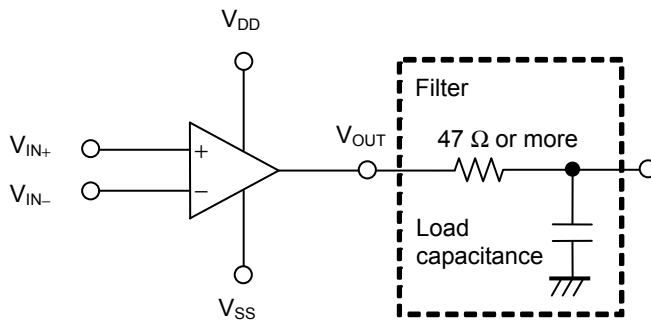 VDD
Filter
VIN+
VOUT
47 Ω or more
+
VIN−
−
Load
capacitance
VSS